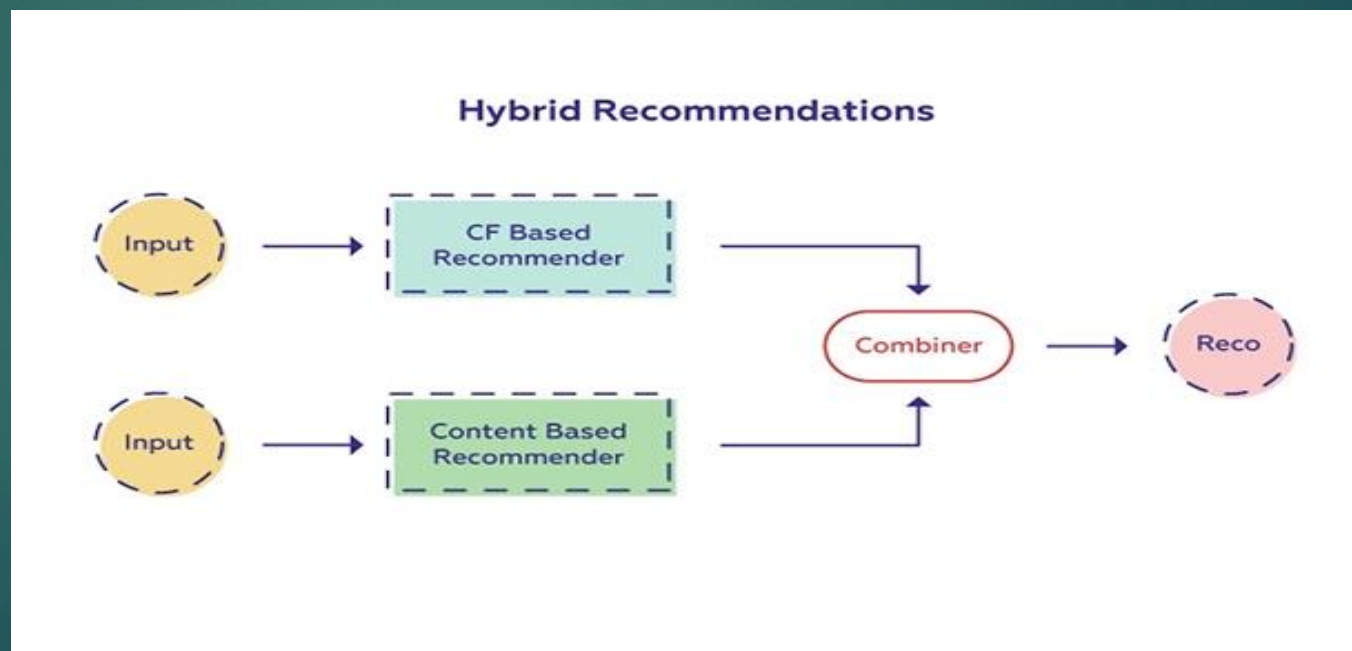 Hybrid Recommendations
Input
CF Based
Recommender
Combiner
Reco
Input
Content Based
Recommender